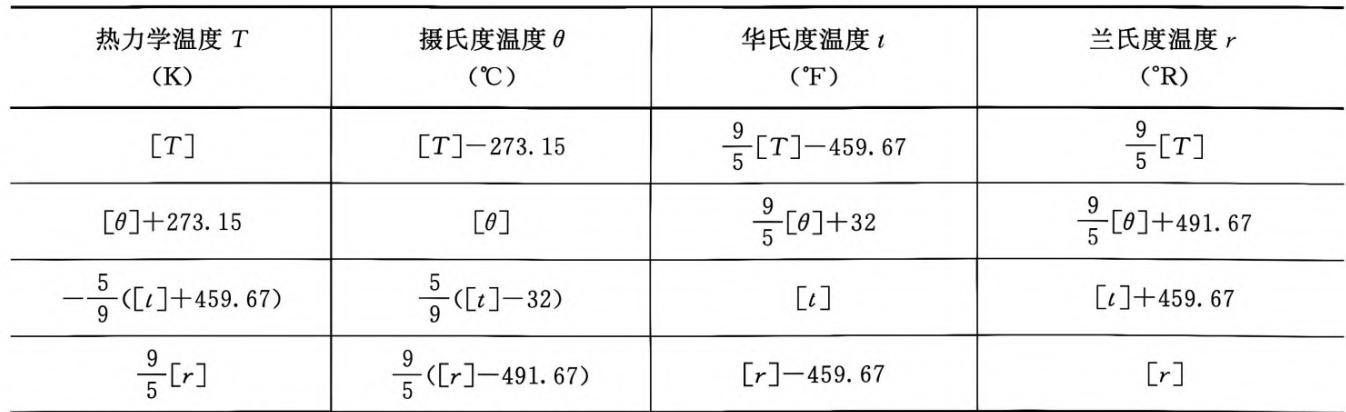 热力学温度 T 摄氏度温度 θ 华氏度温度 t 兰氏度温度 r
(K) (℃) (℉) (°R)
[T] [T]-273.15 9/5[T]-459.67 9/5[T]
[θ]+273.15 [θ] 9/5[θ]+32 9/5[θ]+491.67
-5/9([t]+459.67) 5/9([t]-32) [t] [t]+459.67
9/5[r] 9/5([r]-491.67) [r]-459.67 [r]